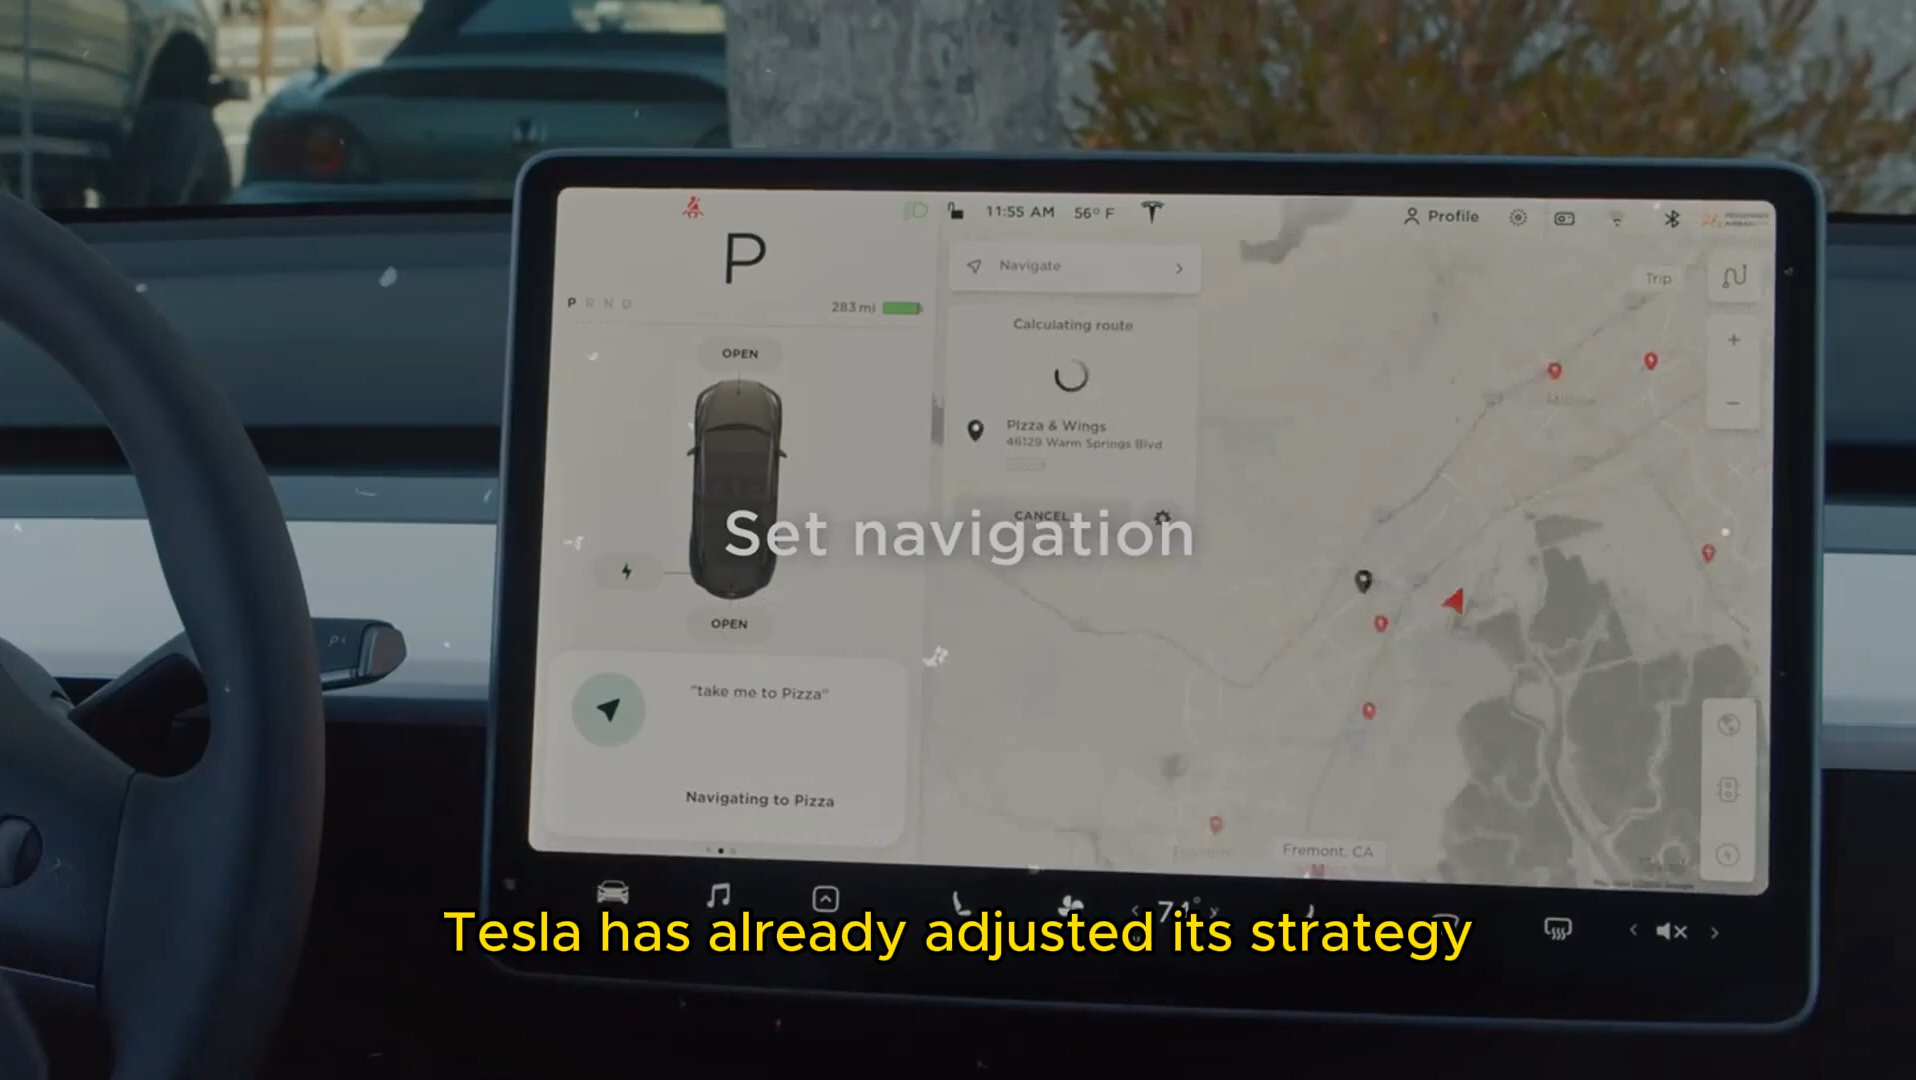 11:55 AM 56° F
Profile
P
P R N D
283 mi
Navigate
Trip
Calculating route
OPEN
Pizza & Wings
46129 Warm Springs Blvd
CANCEL
Set navigation
OPEN
"take me to Pizza"
Navigating to Pizza
Fremont, CA
Tesla has already adjusted its strategy